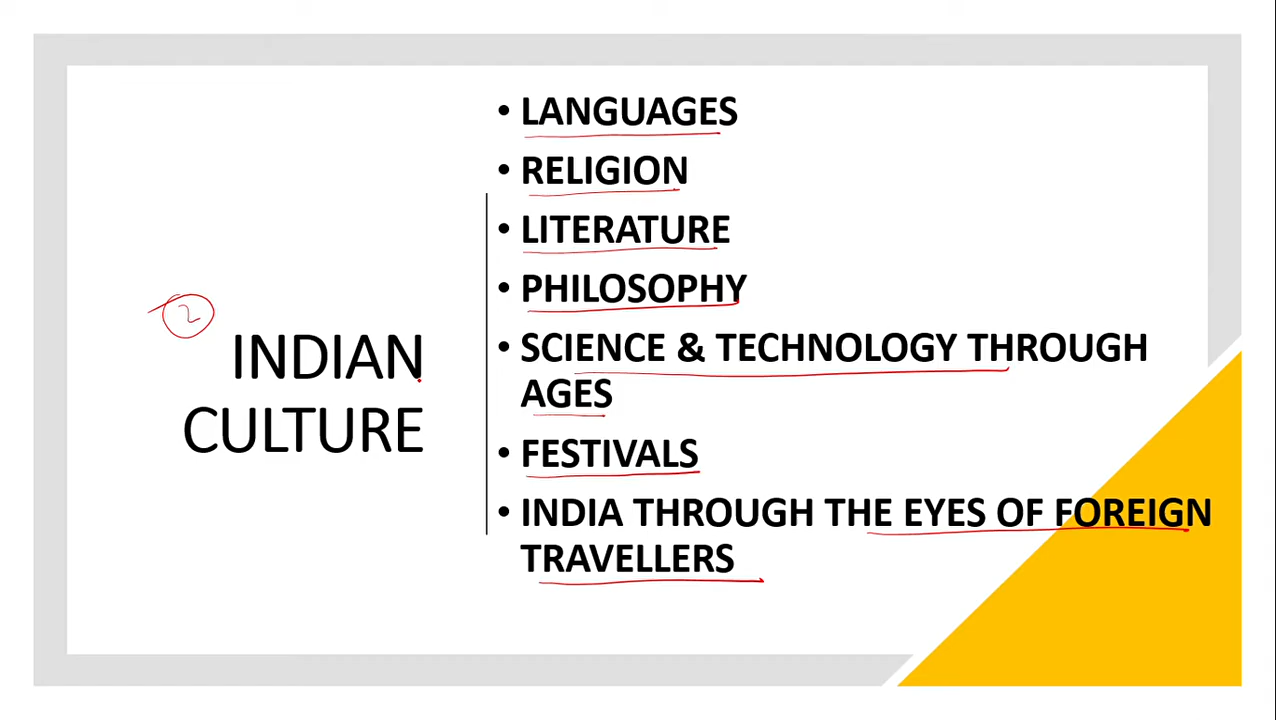 2
INDIAN
CULTURE
• LANGUAGES
• RELIGION
• LITERATURE
• PHILOSOPHY
• SCIENCE & TECHNOLOGY THROUGH
AGES
• FESTIVALS
• INDIA THROUGH THE EYES OF FOREIGN
TRAVELLERS